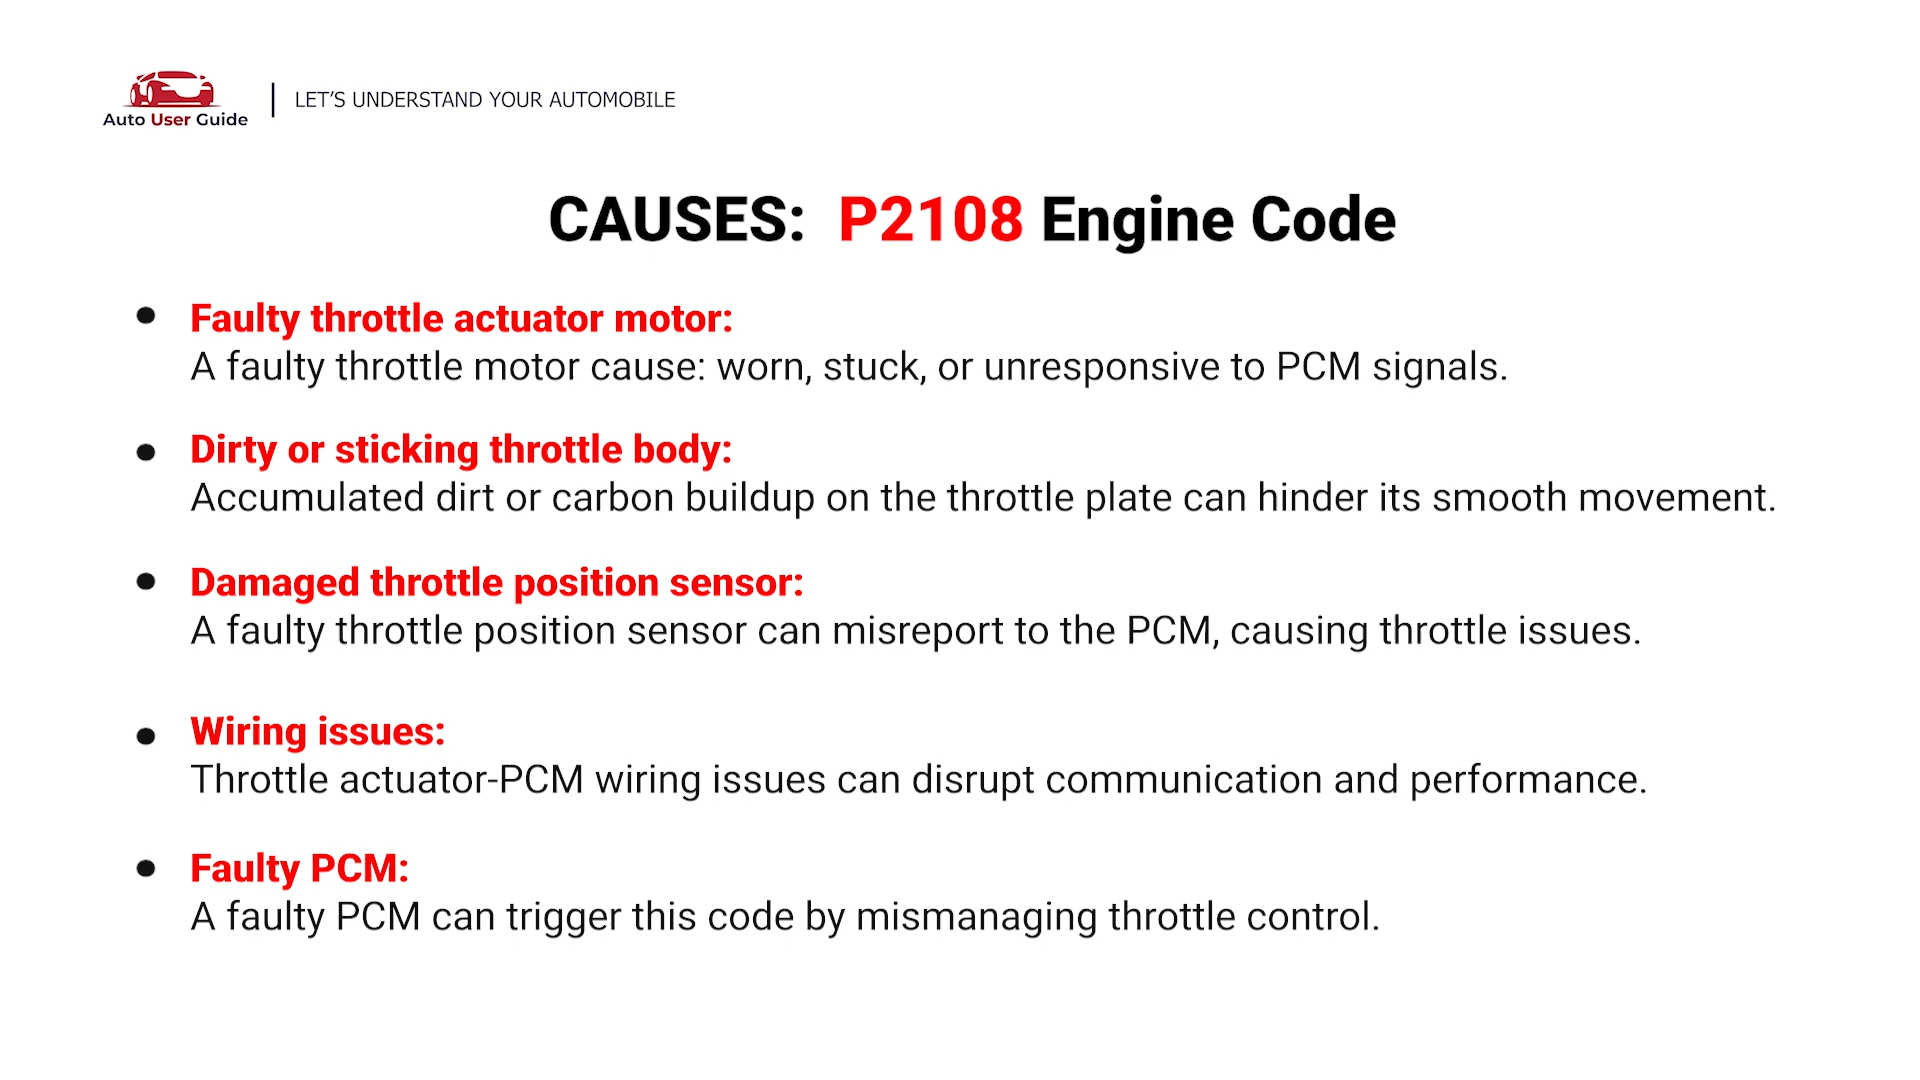 Auto User Guide
LET'S UNDERSTAND YOUR AUTOMOBILE
CAUSES: P2108 Engine Code
● Faulty throttle actuator motor:
A faulty throttle motor cause: worn, stuck, or unresponsive to PCM signals.
● Dirty or sticking throttle body:
Accumulated dirt or carbon buildup on the throttle plate can hinder its smooth movement.
● Damaged throttle position sensor:
A faulty throttle position sensor can misreport to the PCM, causing throttle issues.
● Wiring issues:
Throttle actuator-PCM wiring issues can disrupt communication and performance.
● Faulty PCM:
A faulty PCM can trigger this code by mismanaging throttle control.